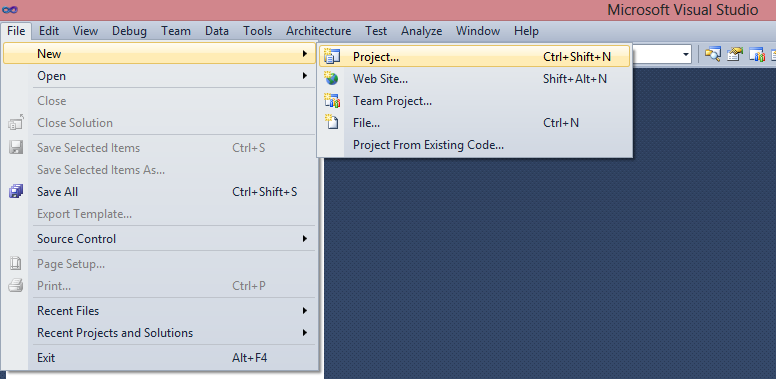 Microsoft Visual Studio
File Edit View Debug Team Data Tools Architecture Test Analyze Window Help
New
Project... Ctrl+Shift+N
Web Site... Shift+Alt+N
Team Project...
File... Ctrl+N
Project From Existing Code...
Open
Close
Close Solution
Save Selected Items Ctrl+S
Save Selected Items As...
Save All Ctrl+Shift+S
Export Template...
Source Control
Page Setup...
Print... Ctrl+P
Recent Files
Recent Projects and Solutions
Exit Alt+F4